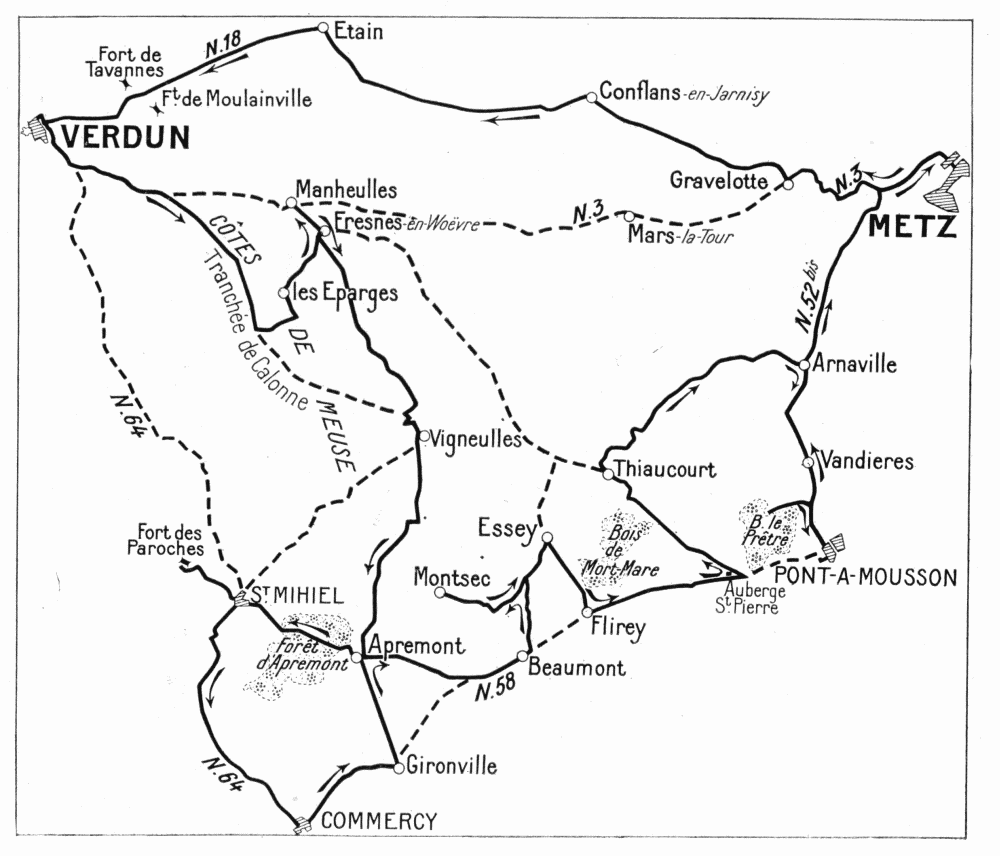 Etain
N.18
Fort de
Tavannes
Ft de Moulainville
Conflans-en-Jarnisy
VERDUN
Gravelotte
N.3
METZ
Manheulles
Fresnes-en-Woëvre
N.3
Mars-la-Tour
CÔTES
DE
MEUSE
Tranchée de Calonne
les Eparges
N.52 bis
Arnaville
N.64
Vigneulles
Thiaucourt
Vandieres
Fort des
Paroches
Essey
Bois
de
Mort-Mare
B. le
Prêtre
PONT-A-MOUSSON
Montsec
Auberge
St Pierre
ST MIHIEL
Flirey
Forêt
d'Apremont
Apremont
Beaumont
N.58
N.64
Gironville
COMMERCY